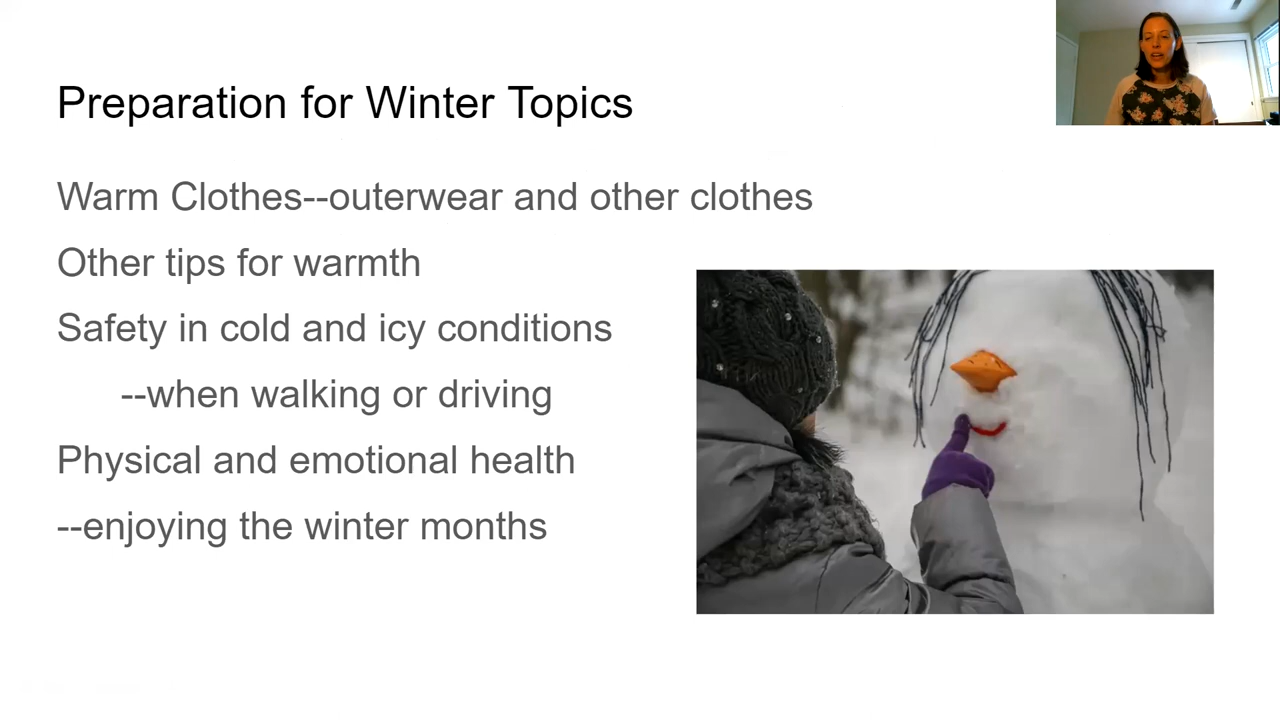 Preparation for Winter Topics
Warm Clothes--outerwear and other clothes
Other tips for warmth
Safety in cold and icy conditions
--when walking or driving
Physical and emotional health
--enjoying the winter months